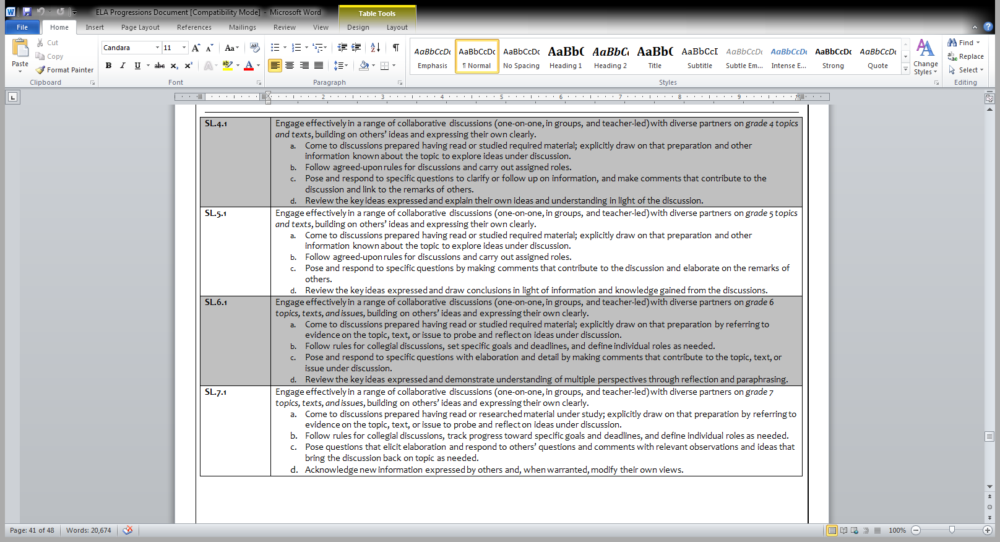 ELA Progressions Document [Compatibility Mode] - Microsoft Word
Table Tools
File Home Insert Page Layout References Mailings Review View Design Layout
Paste
Cut
Copy
Format Painter
Clipboard
Candara 11
Font
Paragraph
AaBbCcDc AaBbCcDc AaBbCcDc AaBbC AaBbC AaBbC AaBbCcI AaBbCcDc AaBbCcDc AaBbCcDc AaBbCcDc
Emphasis ¶ Normal No Spacing Heading 1 Heading 2 Title Subtitle Subtle Em... Intense E... Strong Quote
Styles
Change Styles
Find
Replace
Select
Editing
1 2 3 4 5 6 7 8 9
SL.4.1
Engage effectively in a range of collaborative discussions (one-on-one, in groups, and teacher-led) with diverse partners on grade 4 topics
and texts, building on others’ ideas and expressing their own clearly.
a. Come to discussions prepared having read or studied required material; explicitly draw on that preparation and other
information known about the topic to explore ideas under discussion.
b. Follow agreed-upon rules for discussions and carry out assigned roles.
c. Pose and respond to specific questions to clarify or follow up on information, and make comments that contribute to the
discussion and link to the remarks of others.
d. Review the key ideas expressed and explain their own ideas and understanding in light of the discussion.
SL.5.1
Engage effectively in a range of collaborative discussions (one-on-one, in groups, and teacher-led) with diverse partners on grade 5 topics
and texts, building on others’ ideas and expressing their own clearly.
a. Come to discussions prepared having read or studied required material; explicitly draw on that preparation and other
information known about the topic to explore ideas under discussion.
b. Follow agreed-upon rules for discussions and carry out assigned roles.
c. Pose and respond to specific questions by making comments that contribute to the discussion and elaborate on the remarks of
others.
d. Review the key ideas expressed and draw conclusions in light of information and knowledge gained from the discussions.
SL.6.1
Engage effectively in a range of collaborative discussions (one-on-one, in groups, and teacher-led) with diverse partners on grade 6
topics, texts, and issues, building on others’ ideas and expressing their own clearly.
a. Come to discussions prepared having read or studied required material; explicitly draw on that preparation by referring to
evidence on the topic, text, or issue to probe and reflect on ideas under discussion.
b. Follow rules for collegial discussions, set specific goals and deadlines, and define individual roles as needed.
c. Pose and respond to specific questions with elaboration and detail by making comments that contribute to the topic, text, or
issue under discussion.
d. Review the key ideas expressed and demonstrate understanding of multiple perspectives through reflection and paraphrasing.
SL.7.1
Engage effectively in a range of collaborative discussions (one-on-one, in groups, and teacher-led) with diverse partners on grade 7
topics, texts, and issues, building on others’ ideas and expressing their own clearly.
a. Come to discussions prepared having read or researched material under study; explicitly draw on that preparation by referring to
evidence on the topic, text, or issue to probe and reflect on ideas under discussion.
b. Follow rules for collegial discussions, track progress toward specific goals and deadlines, and define individual roles as needed.
c. Pose questions that elicit elaboration and respond to others’ questions and comments with relevant observations and ideas that
bring the discussion back on topic as needed.
d. Acknowledge new information expressed by others and, when warranted, modify their own views.
Page: 41 of 48 Words: 20,674 100%